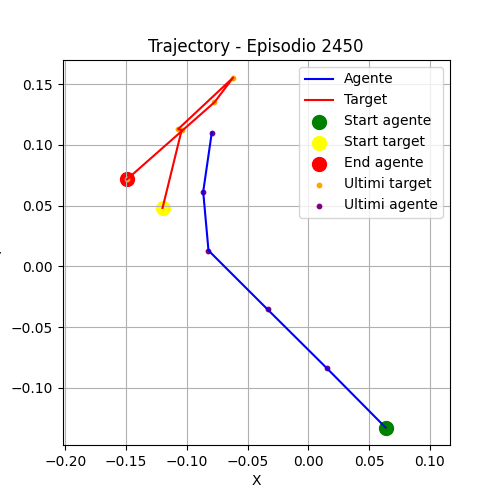 Trajectory - Episodio 2450
Agente
Target
Start agente
Start target
End agente
Ultimi target
Ultimi agente
0.15
0.10
0.05
0.00
−0.05
−0.10
−0.20 −0.15 −0.10 −0.05 0.00 0.05 0.10
X